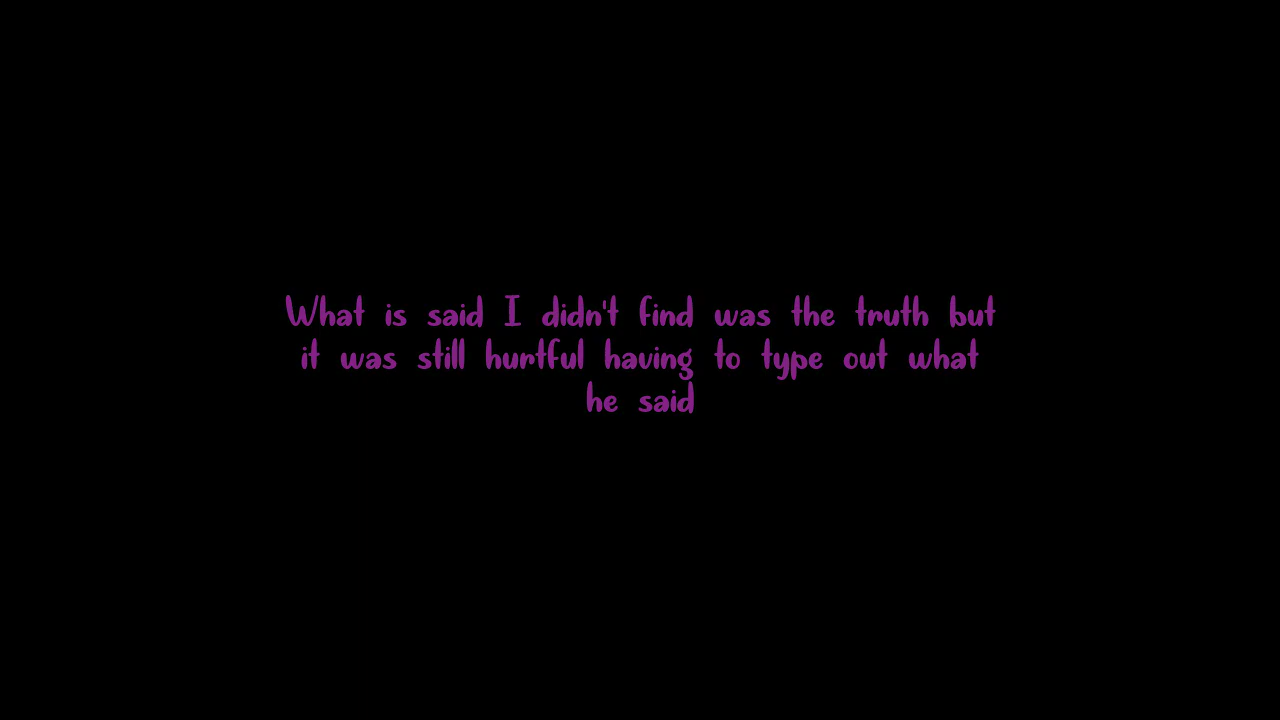 What is said I didn't find was the truth but
it was still hurtful having to type out what
he said